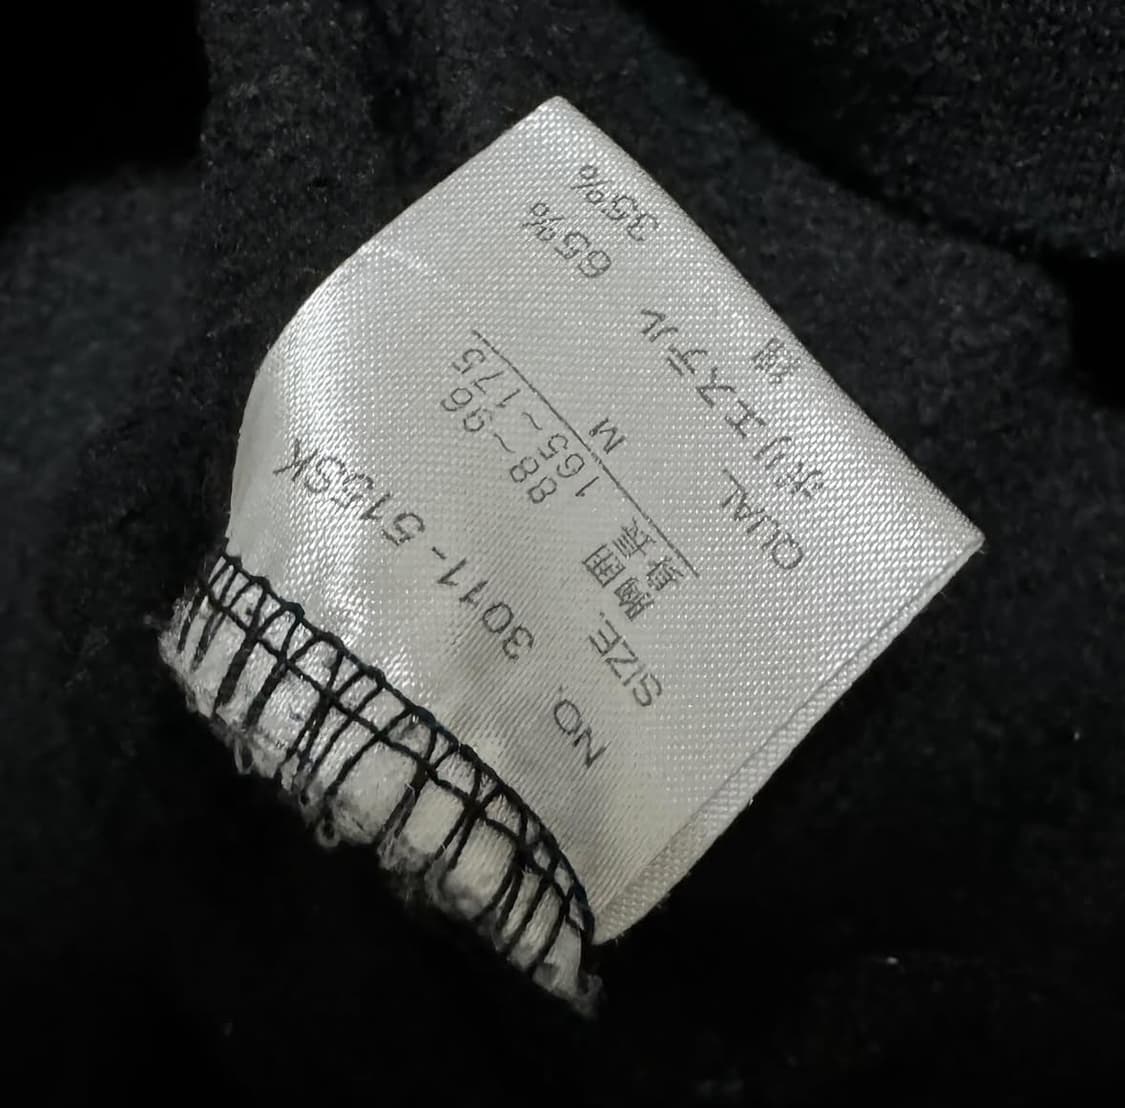 NO. 3011-515SK
SIZE. 胸囲 88~96
身長 165~175
M
QUAL
ポリエステル 65%
綿 35%